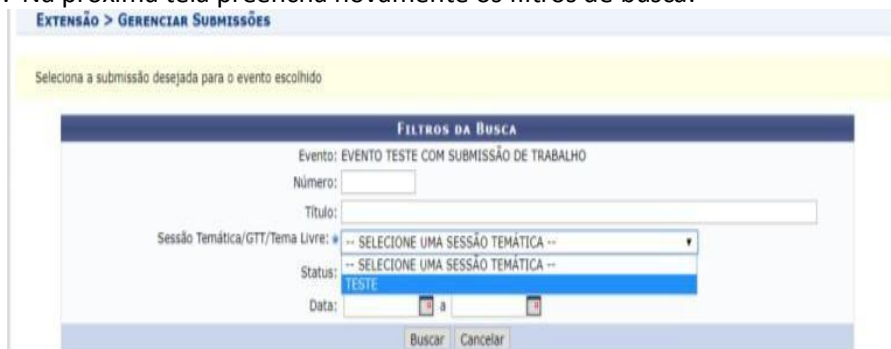 . Na próxima tela preencha novamente os filtros de busca.
EXTENSÃO > GERENCIAR SUBMISSÕES
Seleciona a submissão desejada para o evento escolhido
FILTROS DA BUSCA
Evento: EVENTO TESTE COM SUBMISSÃO DE TRABALHO
Número:
Título:
Sessão Temática/GTT/Tema Livre: -- SELECIONE UMA SESSÃO TEMÁTICA --
-- SELECIONE UMA SESSÃO TEMÁTICA --
Status:
TESTE
Data: a
Buscar Cancelar